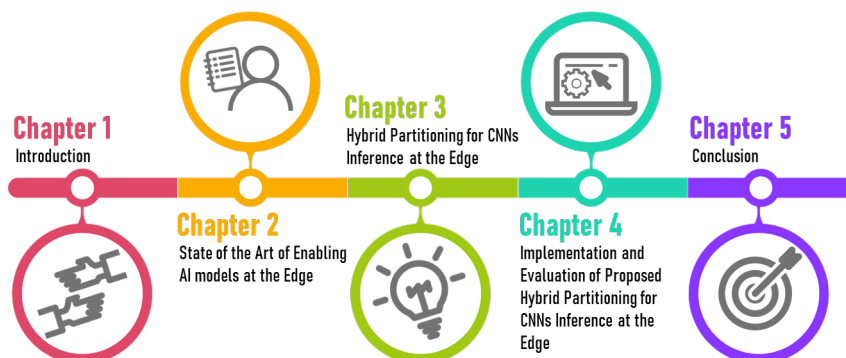 Chapter 1
Introduction
Chapter 2
State of the Art of Enabling
AI models at the Edge
Chapter 3
Hybrid Partitioning for CNNs
Inference at the Edge
Chapter 4
Implementation and
Evaluation of Proposed
Hybrid Partitioning for
CNNs Inference at the
Edge
Chapter 5
Conclusion